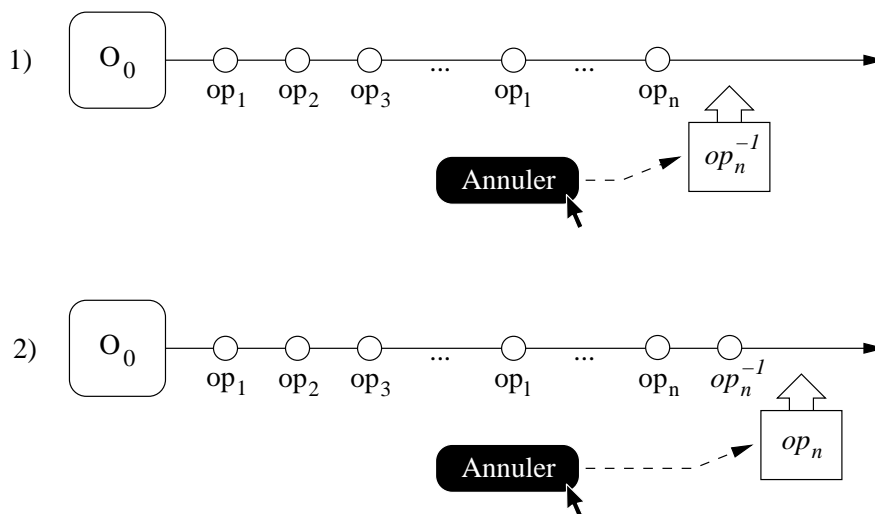 1) O₀ ... ...
op₁ op₂ op₃ opₗ opₙ
Annuler opₙ⁻¹
2) O₀ ... ...
op₁ op₂ op₃ opₗ opₙ opₙ⁻¹
Annuler opₙ